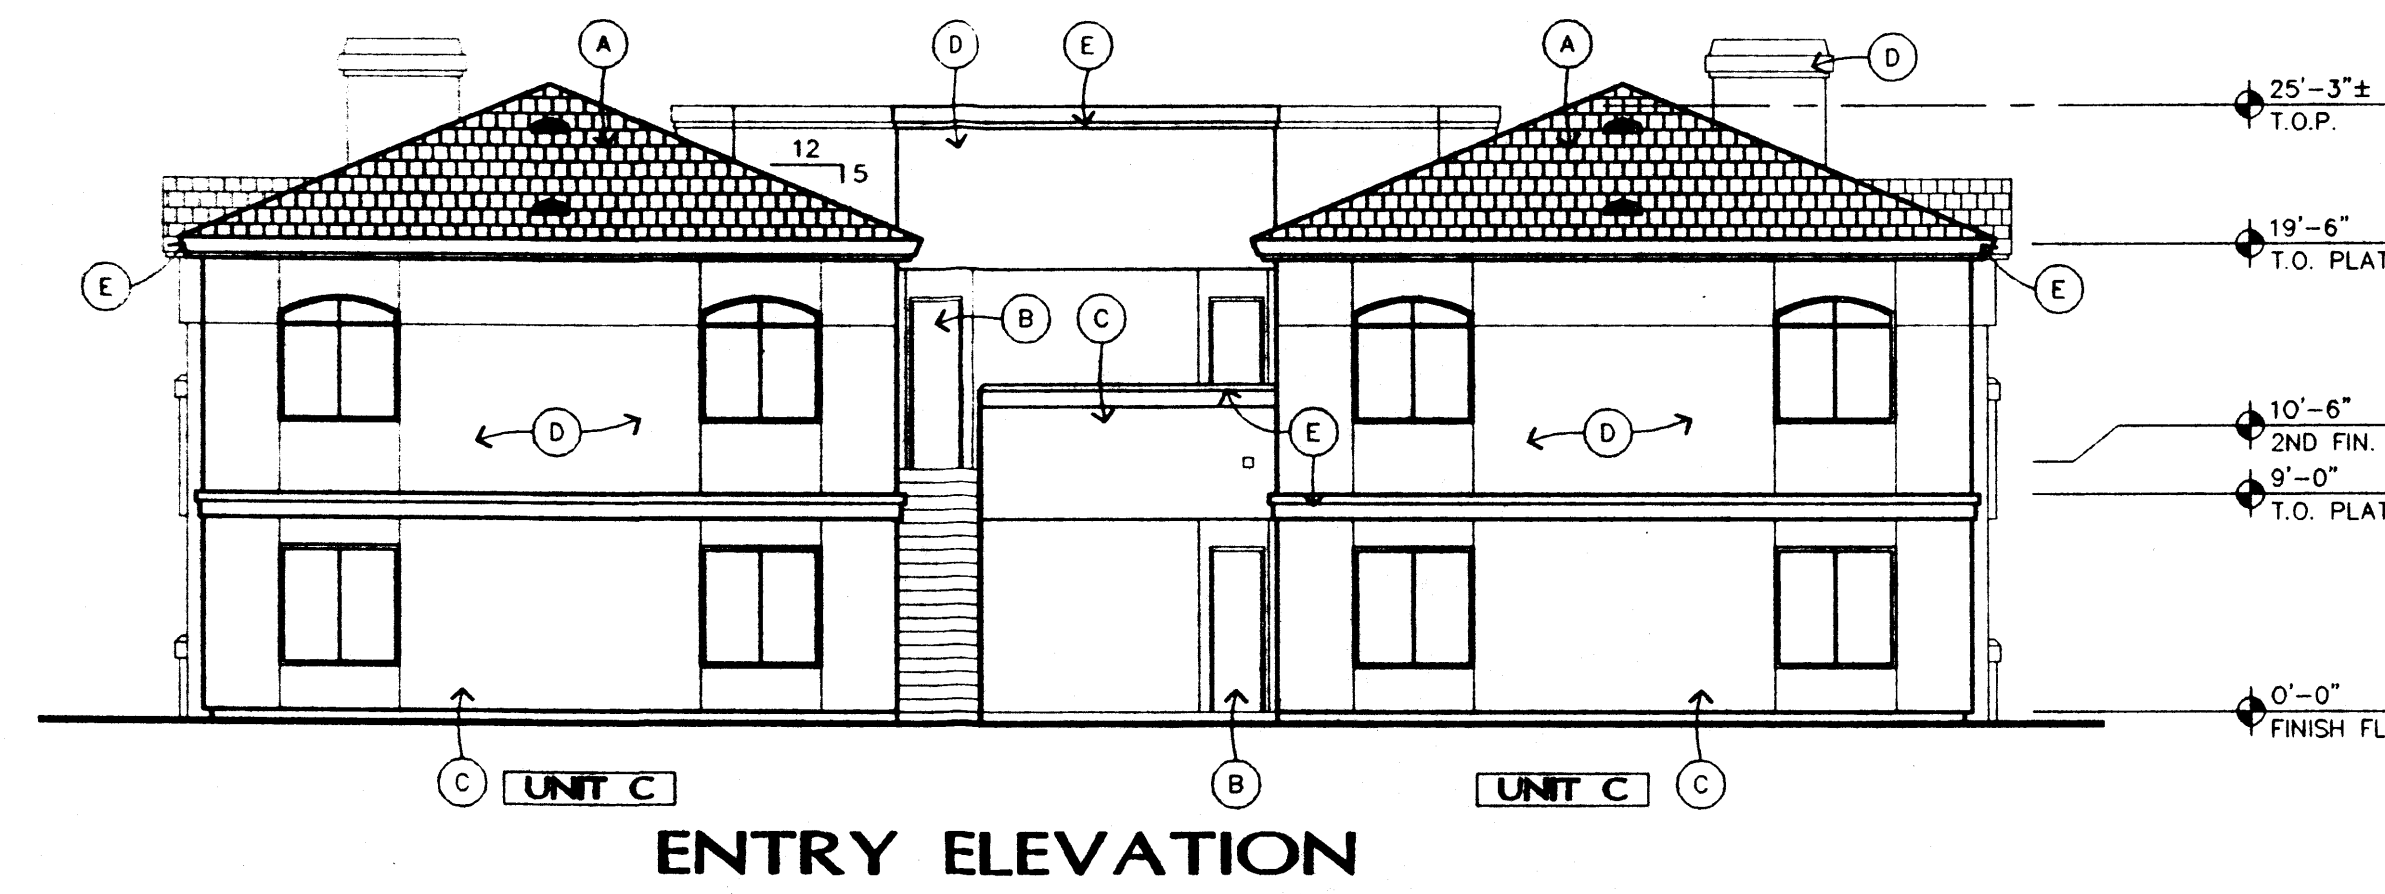 A D E A D
25'-3"±
T.O.P.
12
5
19'-6"
T.O. PLAT
E E
B C
10'-6"
2ND FIN.
D E D
9'-0"
T.O. PLAT
0'-0"
FINISH FL
C UNIT C B UNIT C C
ENTRY ELEVATION